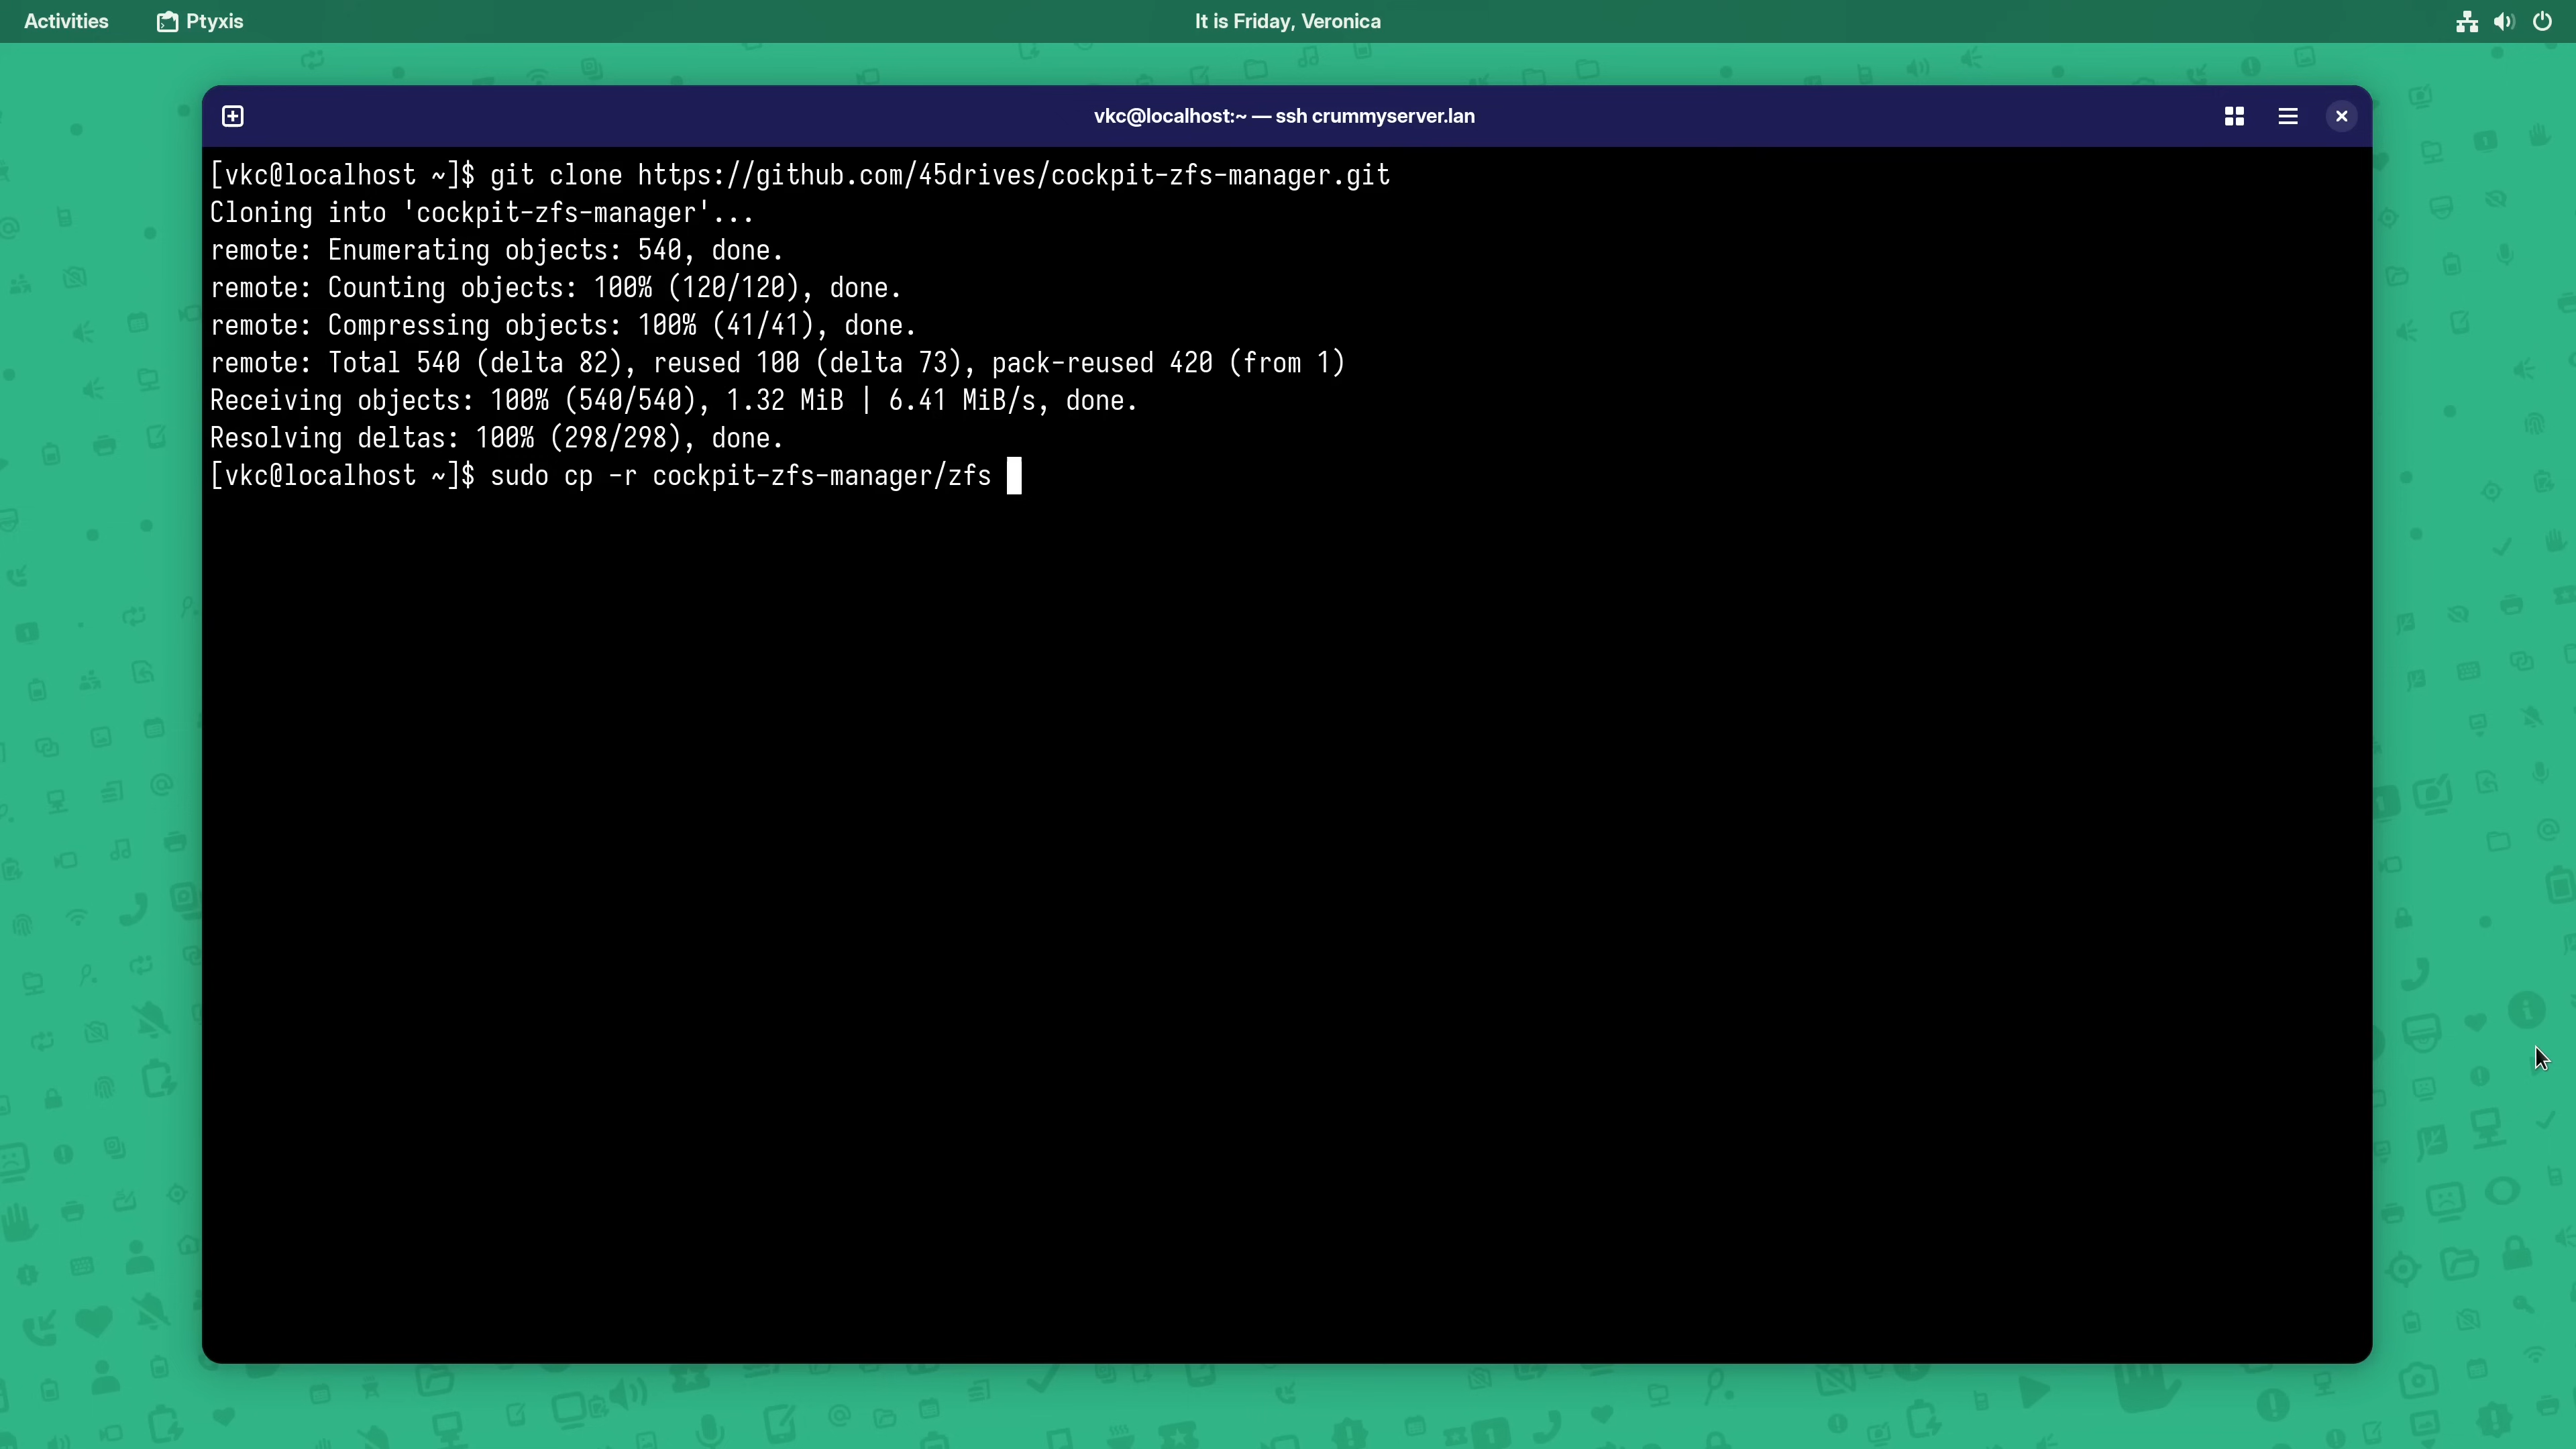 Activities Ptyxis It is Friday, Veronica
vkc@localhost:~ — ssh crummyserver.lan
[vkc@localhost ~]$ git clone https://github.com/45drives/cockpit-zfs-manager.git
Cloning into 'cockpit-zfs-manager'...
remote: Enumerating objects: 540, done.
remote: Counting objects: 100% (120/120), done.
remote: Compressing objects: 100% (41/41), done.
remote: Total 540 (delta 82), reused 100 (delta 73), pack-reused 420 (from 1)
Receiving objects: 100% (540/540), 1.32 MiB | 6.41 MiB/s, done.
Resolving deltas: 100% (298/298), done.
[vkc@localhost ~]$ sudo cp -r cockpit-zfs-manager/zfs